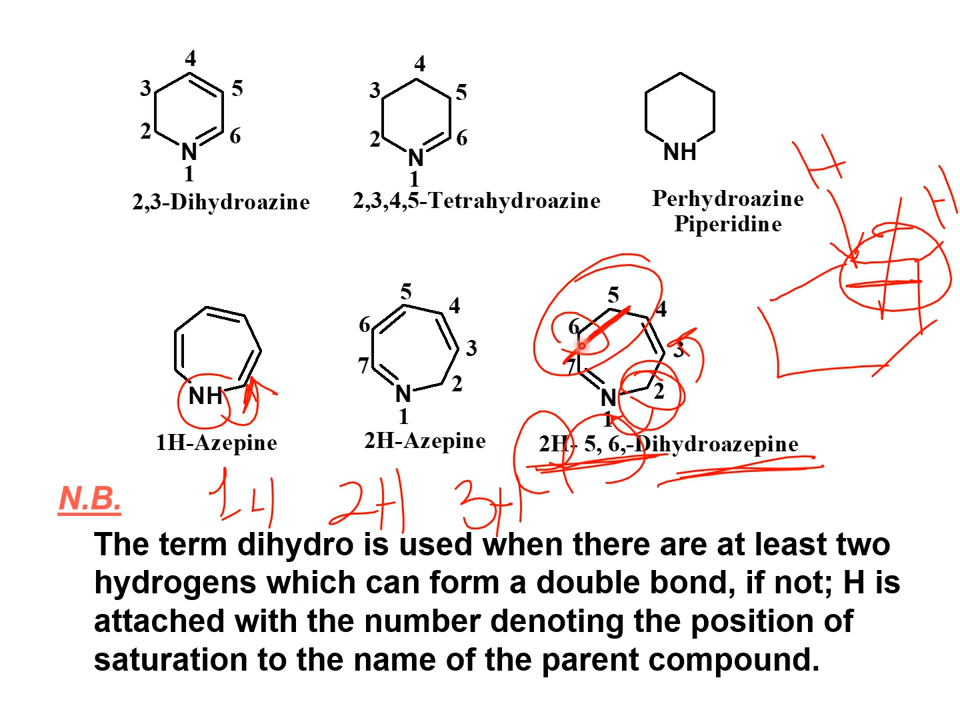 4
3 5
2 6
N
1
2,3-Dihydroazine
4
3 5
2 6
N
1
2,3,4,5-Tetrahydroazine
NH
Perhydroazine
Piperidine
H
H
NH
1H-Azepine
5
6 4
7 3
N 2
1
2H-Azepine
5
6 4
7 3
N 2
1
2H- 5, 6,-Dihydroazepine
1H 2H 3H
N.B.
The term dihydro is used when there are at least two
hydrogens which can form a double bond, if not; H is
attached with the number denoting the position of
saturation to the name of the parent compound.